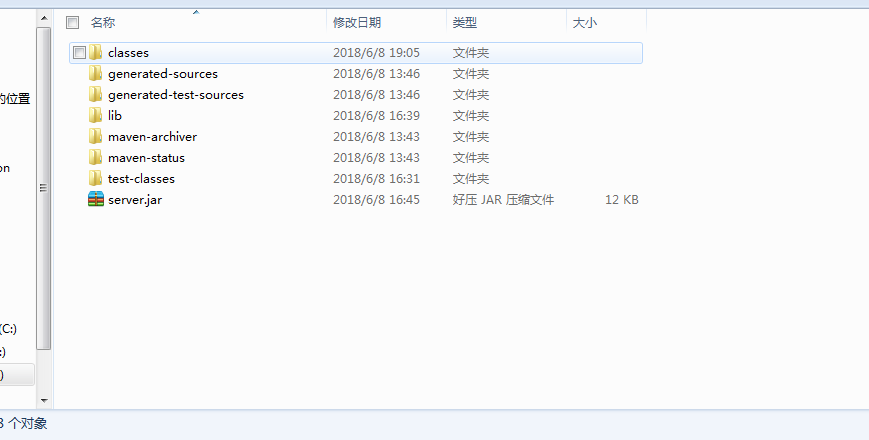 名称 修改日期 类型 大小
classes 2018/6/8 19:05 文件夹
generated-sources 2018/6/8 13:46 文件夹
generated-test-sources 2018/6/8 13:46 文件夹
的位置
lib 2018/6/8 16:39 文件夹
maven-archiver 2018/6/8 13:43 文件夹
maven-status 2018/6/8 13:43 文件夹
on
test-classes 2018/6/8 16:31 文件夹
server.jar 2018/6/8 16:45 好压 JAR 压缩文件 12 KB
(C:)
:)
)
8 个对象